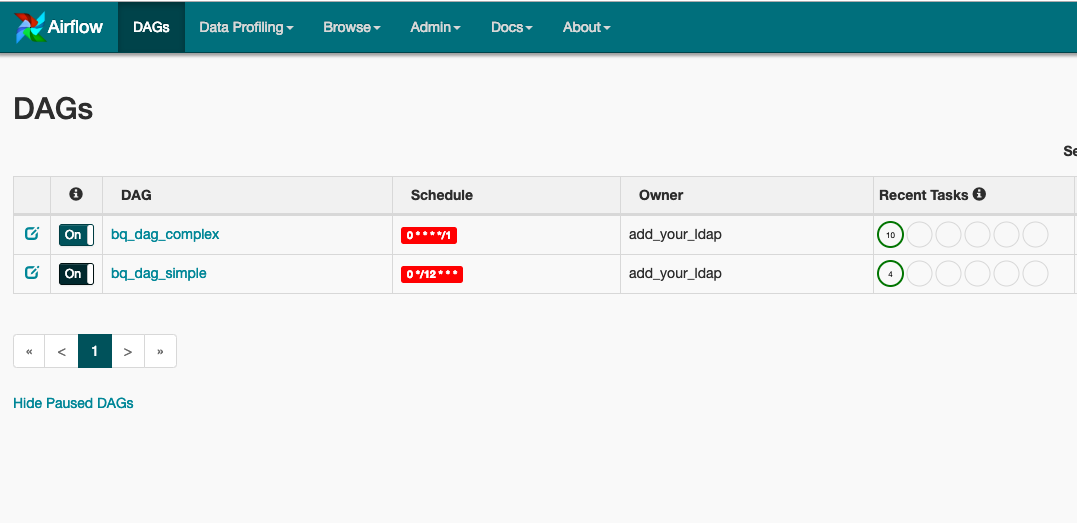 Airflow DAGs Data Profiling Browse Admin Docs About
DAGs
Se
DAG Schedule Owner Recent Tasks
On bq_dag_complex 0 * * * */1 add_your_ldap 10
On bq_dag_simple 0 */12 * * * add_your_ldap 4
« < 1 > »
Hide Paused DAGs